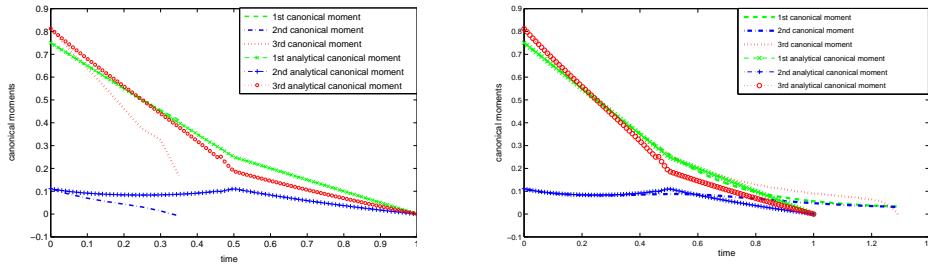 0.9
0.8
0.7
0.6
0.5
0.4
0.3
0.2
0.1
0
−0.1
canonical moments
1st canonical moment
2nd canonical moment
3rd canonical moment
1st analytical canonical moment
2nd analytical canonical moment
3rd analytical canonical moment
0 0.1 0.2 0.3 0.4 0.5 0.6 0.7 0.8 0.9 1
time
0.9
0.8
0.7
0.6
0.5
0.4
0.3
0.2
0.1
0
−0.1
canonical moments
1st canonical moment
2nd canonical moment
3rd canonical moment
1st analytical canonical moment
2nd analytical canonical moment
3rd analytical canonical moment
0 0.2 0.4 0.6 0.8 1 1.2 1.4
time